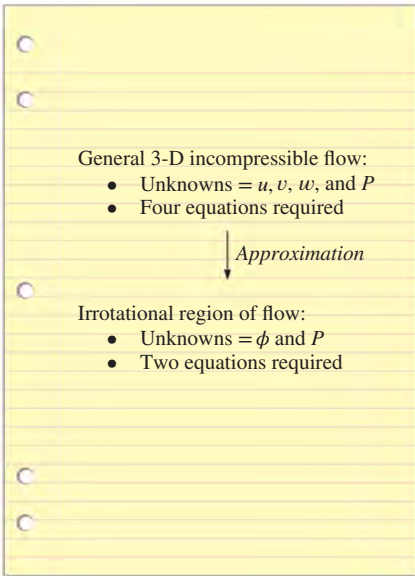 General 3-D incompressible flow:
• Unknowns = u, v, w, and P
• Four equations required
Approximation
Irrotational region of flow:
• Unknowns = ϕ and P
• Two equations required